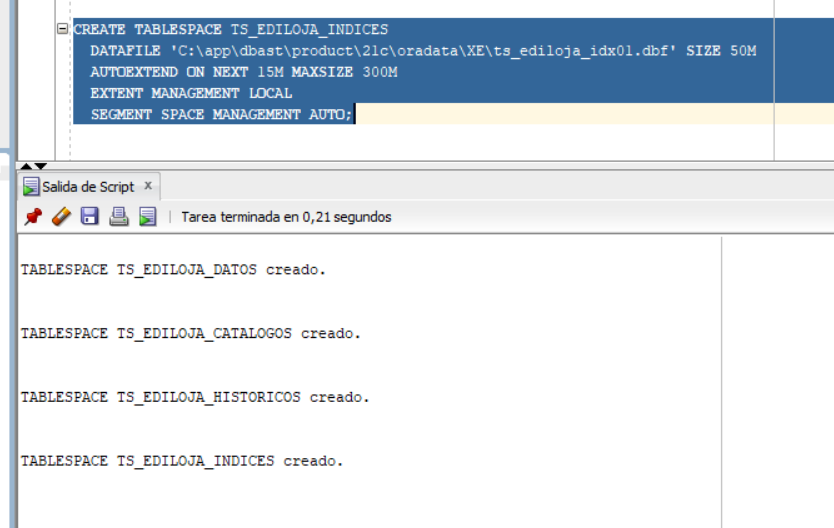 CREATE TABLESPACE TS_EDILOJA_INDICES
DATAFILE 'C:\app\dbast\product\21c\oradata\XE\ts_ediloja_idx01.dbf' SIZE 50M
AUTOEXTEND ON NEXT 15M MAXSIZE 300M
EXTENT MANAGEMENT LOCAL
SEGMENT SPACE MANAGEMENT AUTO;
Salida de Script x
Tarea terminada en 0,21 segundos
TABLESPACE TS_EDILOJA_DATOS creado.
TABLESPACE TS_EDILOJA_CATALOGOS creado.
TABLESPACE TS_EDILOJA_HISTORICOS creado.
TABLESPACE TS_EDILOJA_INDICES creado.